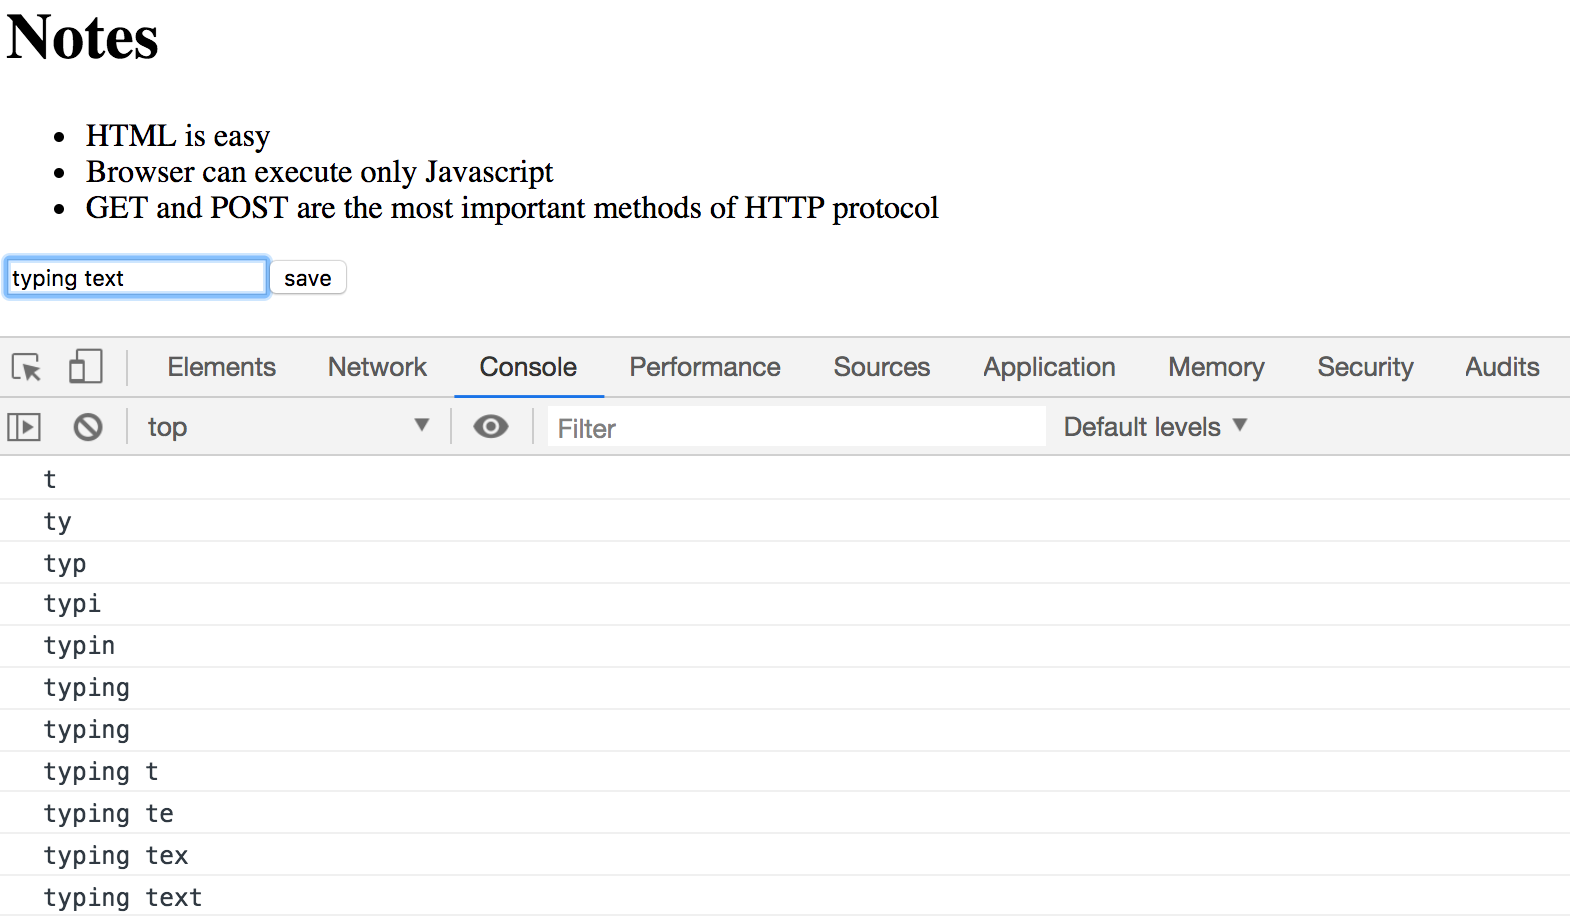 Notes
• HTML is easy
• Browser can execute only Javascript
• GET and POST are the most important methods of HTTP protocol
typing text save
Elements Network Console Performance Sources Application Memory Security Audits
top ▼ Filter Default levels ▼
t
ty
typ
typi
typin
typing
typing
typing t
typing te
typing tex
typing text